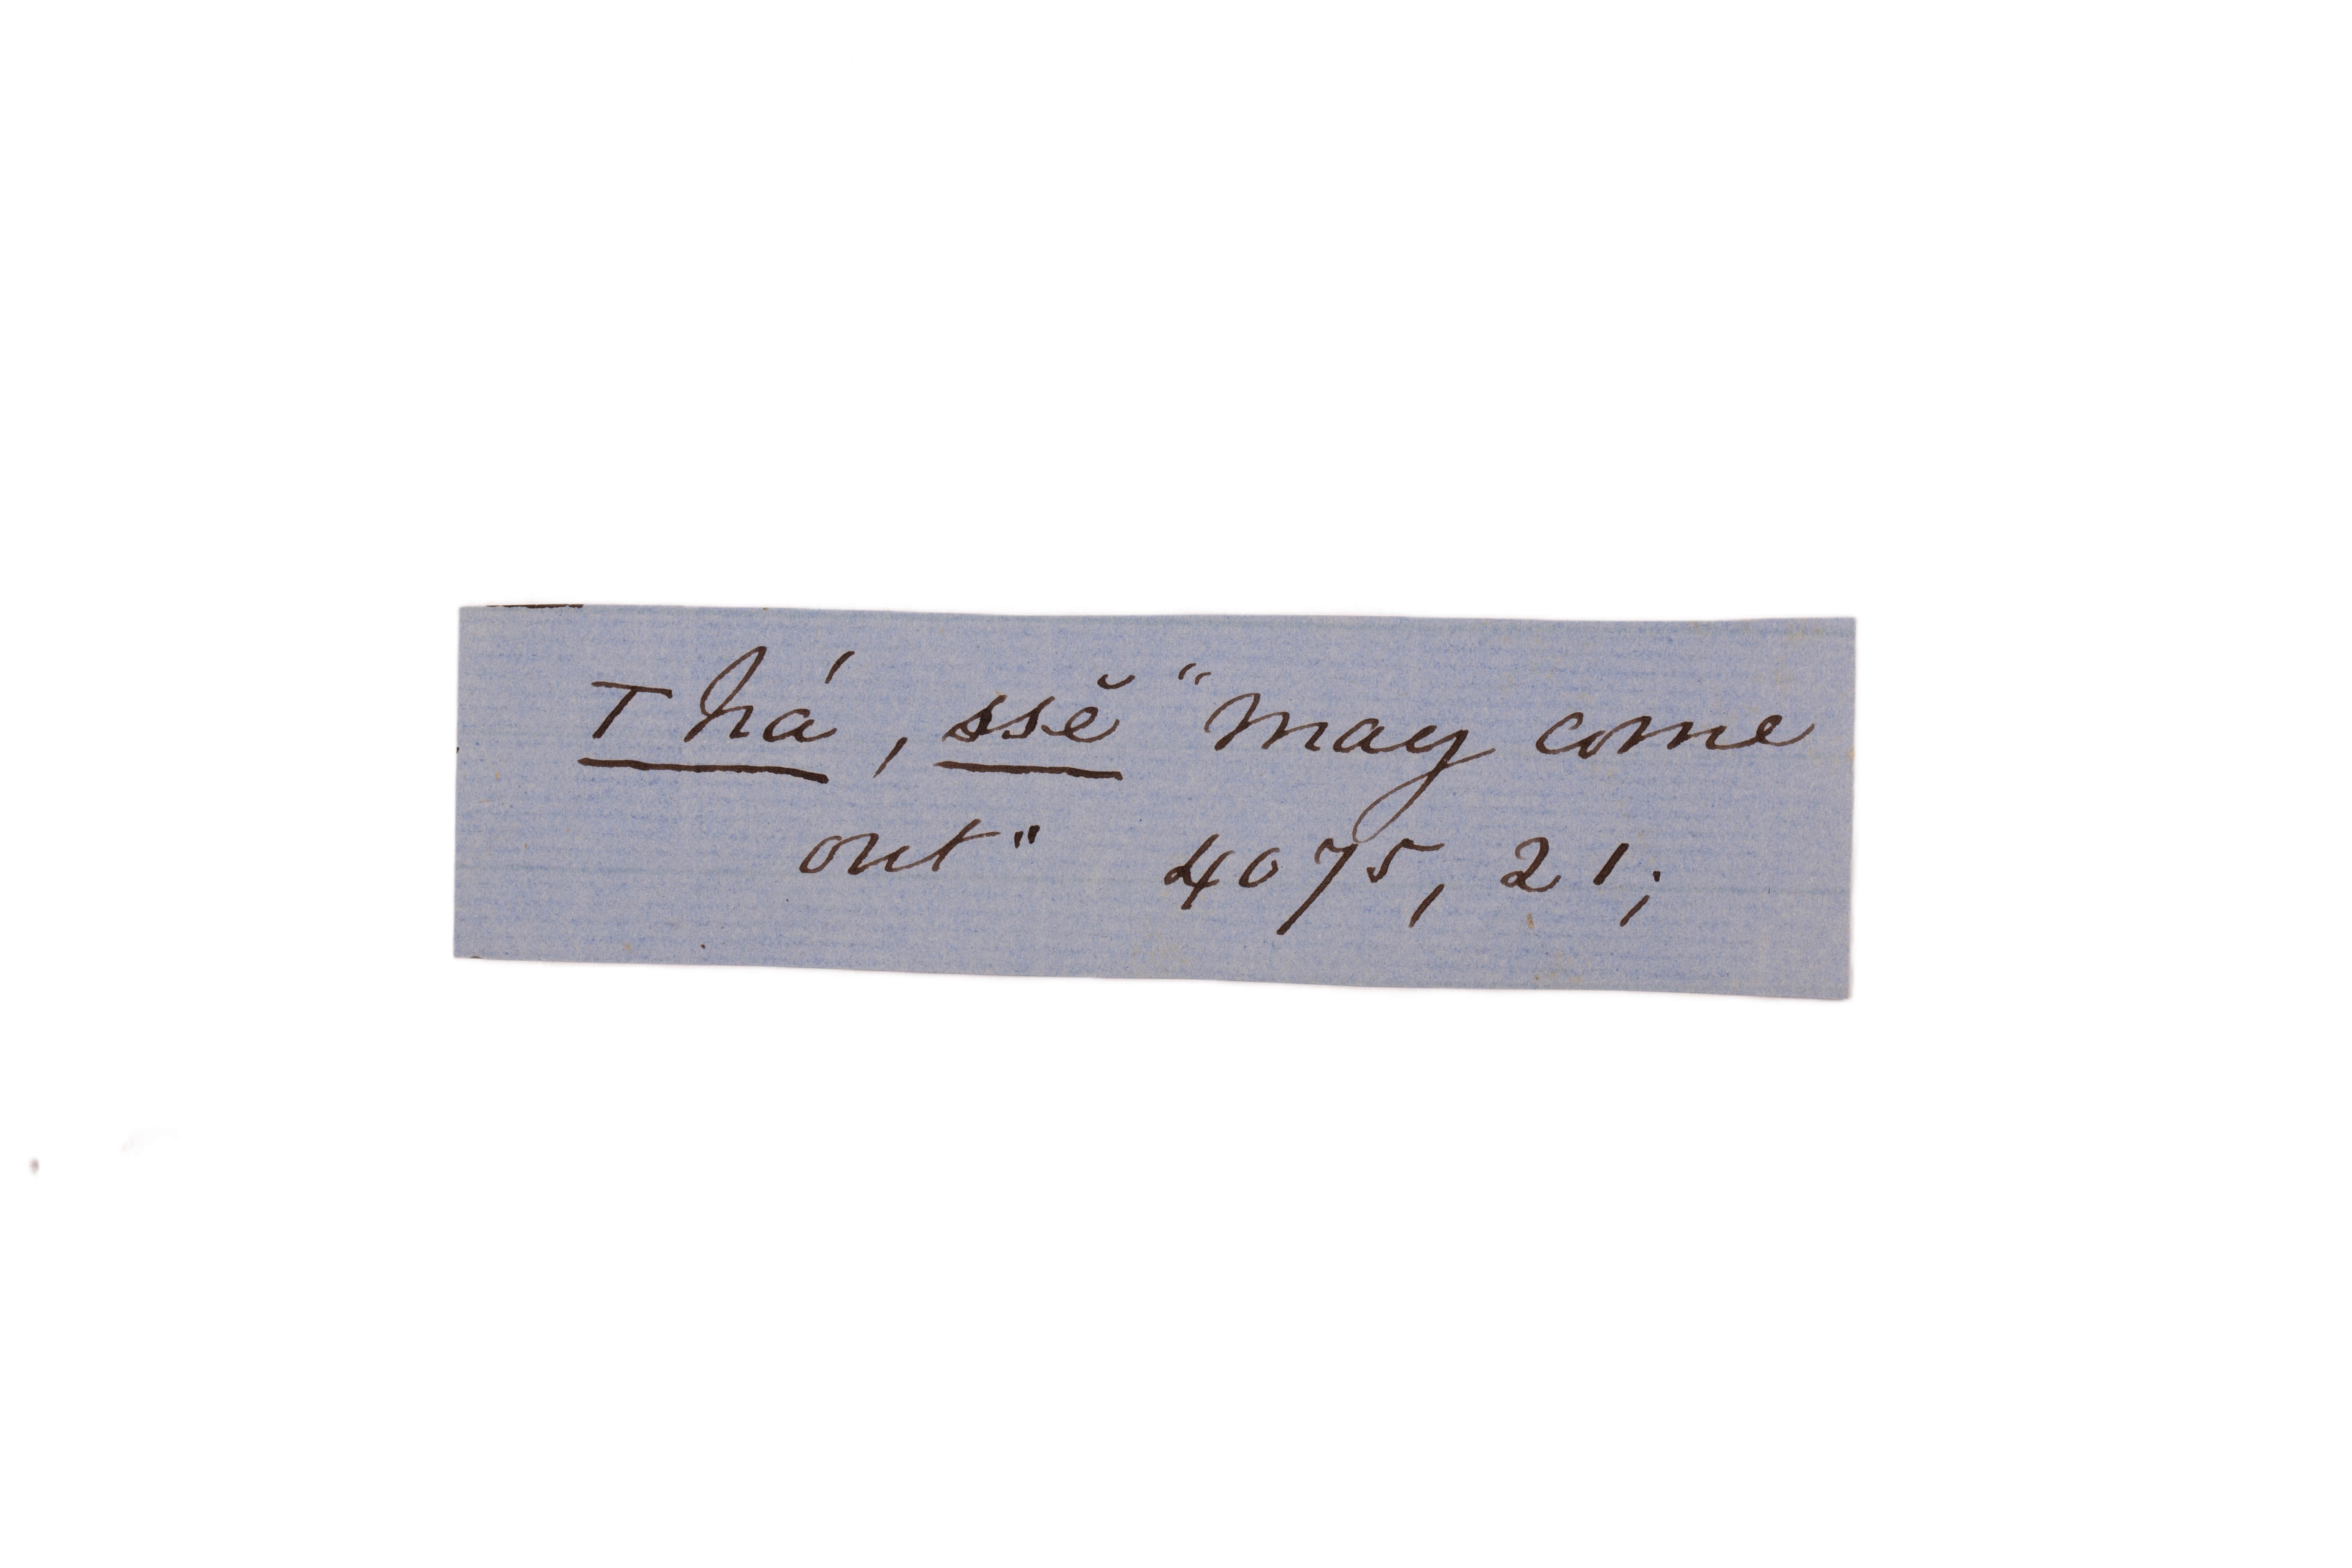 Thá, ssĕ "may come
out" 4075, 21;